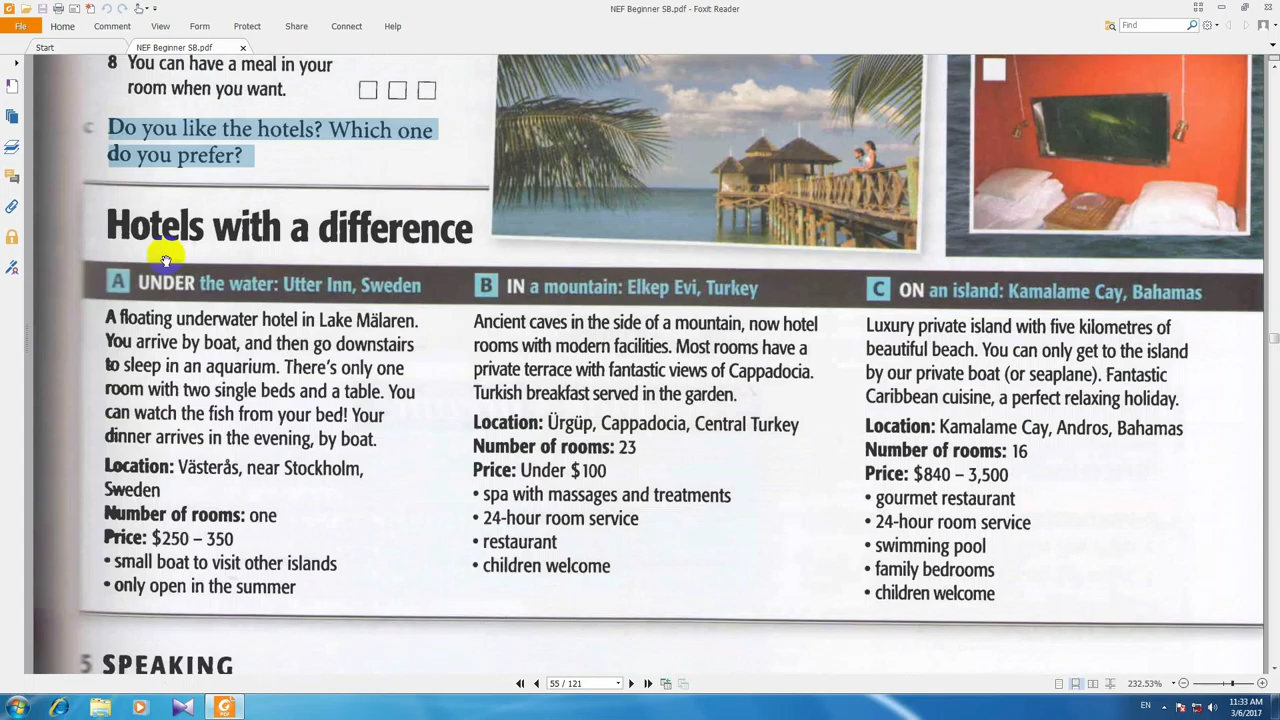 NEF Beginner SB.pdf - Foxit Reader
File Home Comment View Form Protect Share Connect Help
Find
Start NEF Beginner SB.pdf
8 You can have a meal in your
room when you want.
c Do you like the hotels? Which one
do you prefer?
Hotels with a difference
A UNDER the water: Utter Inn, Sweden
A floating underwater hotel in Lake Mälaren.
You arrive by boat, and then go downstairs
to sleep in an aquarium. There's only one
room with two single beds and a table. You
can watch the fish from your bed! Your
dinner arrives in the evening, by boat.
Location: Västerås, near Stockholm,
Sweden
Number of rooms: one
Price: $250 – 350
• small boat to visit other islands
• only open in the summer
B IN a mountain: Elkep Evi, Turkey
Ancient caves in the side of a mountain, now hotel
rooms with modern facilities. Most rooms have a
private terrace with fantastic views of Cappadocia.
Turkish breakfast served in the garden.
Location: Ürgüp, Cappadocia, Central Turkey
Number of rooms: 23
Price: Under $100
• spa with massages and treatments
• 24-hour room service
• restaurant
• children welcome
C ON an island: Kamalame Cay, Bahamas
Luxury private island with five kilometres of
beautiful beach. You can only get to the island
by our private boat (or seaplane). Fantastic
Caribbean cuisine, a perfect relaxing holiday.
Location: Kamalame Cay, Andros, Bahamas
Number of rooms: 16
Price: $840 – 3,500
• gourmet restaurant
• 24-hour room service
• swimming pool
• family bedrooms
• children welcome
5 SPEAKING
55 / 121
232.53%
EN
11:33 AM
3/6/2017